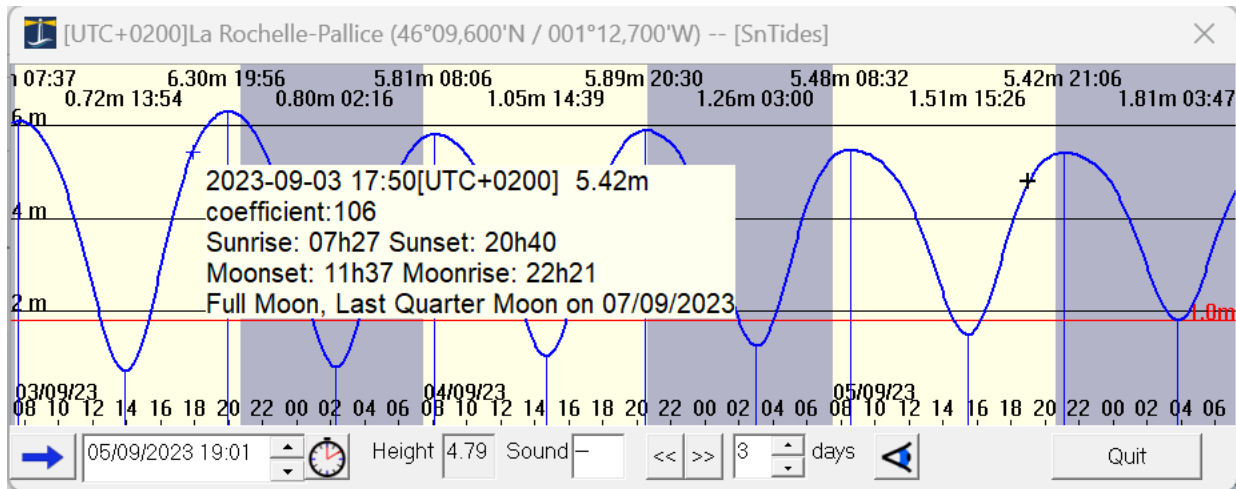 [UTC+0200]La Rochelle-Pallice (46°09,600'N / 001°12,700'W) -- [SnTides]
07:37 6.30m 19:56 5.81m 08:06 5.89m 20:30 5.48m 08:32 5.42m 21:06
0.72m 13:54 0.80m 02:16 1.05m 14:39 1.26m 03:00 1.51m 15:26 1.81m 03:47
6 m
2023-09-03 17:50[UTC+0200] 5.42m
4 m
coefficient:106
Sunrise: 07h27 Sunset: 20h40
Moonset: 11h37 Moonrise: 22h21
2 m
Full Moon, Last Quarter Moon on 07/09/2023
1.0m
03/09/23 04/09/23 05/09/23
08 10 12 14 16 18 20 22 00 02 04 06 08 10 12 14 16 18 20 22 00 02 04 06 08 10 12 14 16 18 20 22 00 02 04 06
05/09/2023 19:01 Height 4.79 Sound -- << >> 3 days Quit